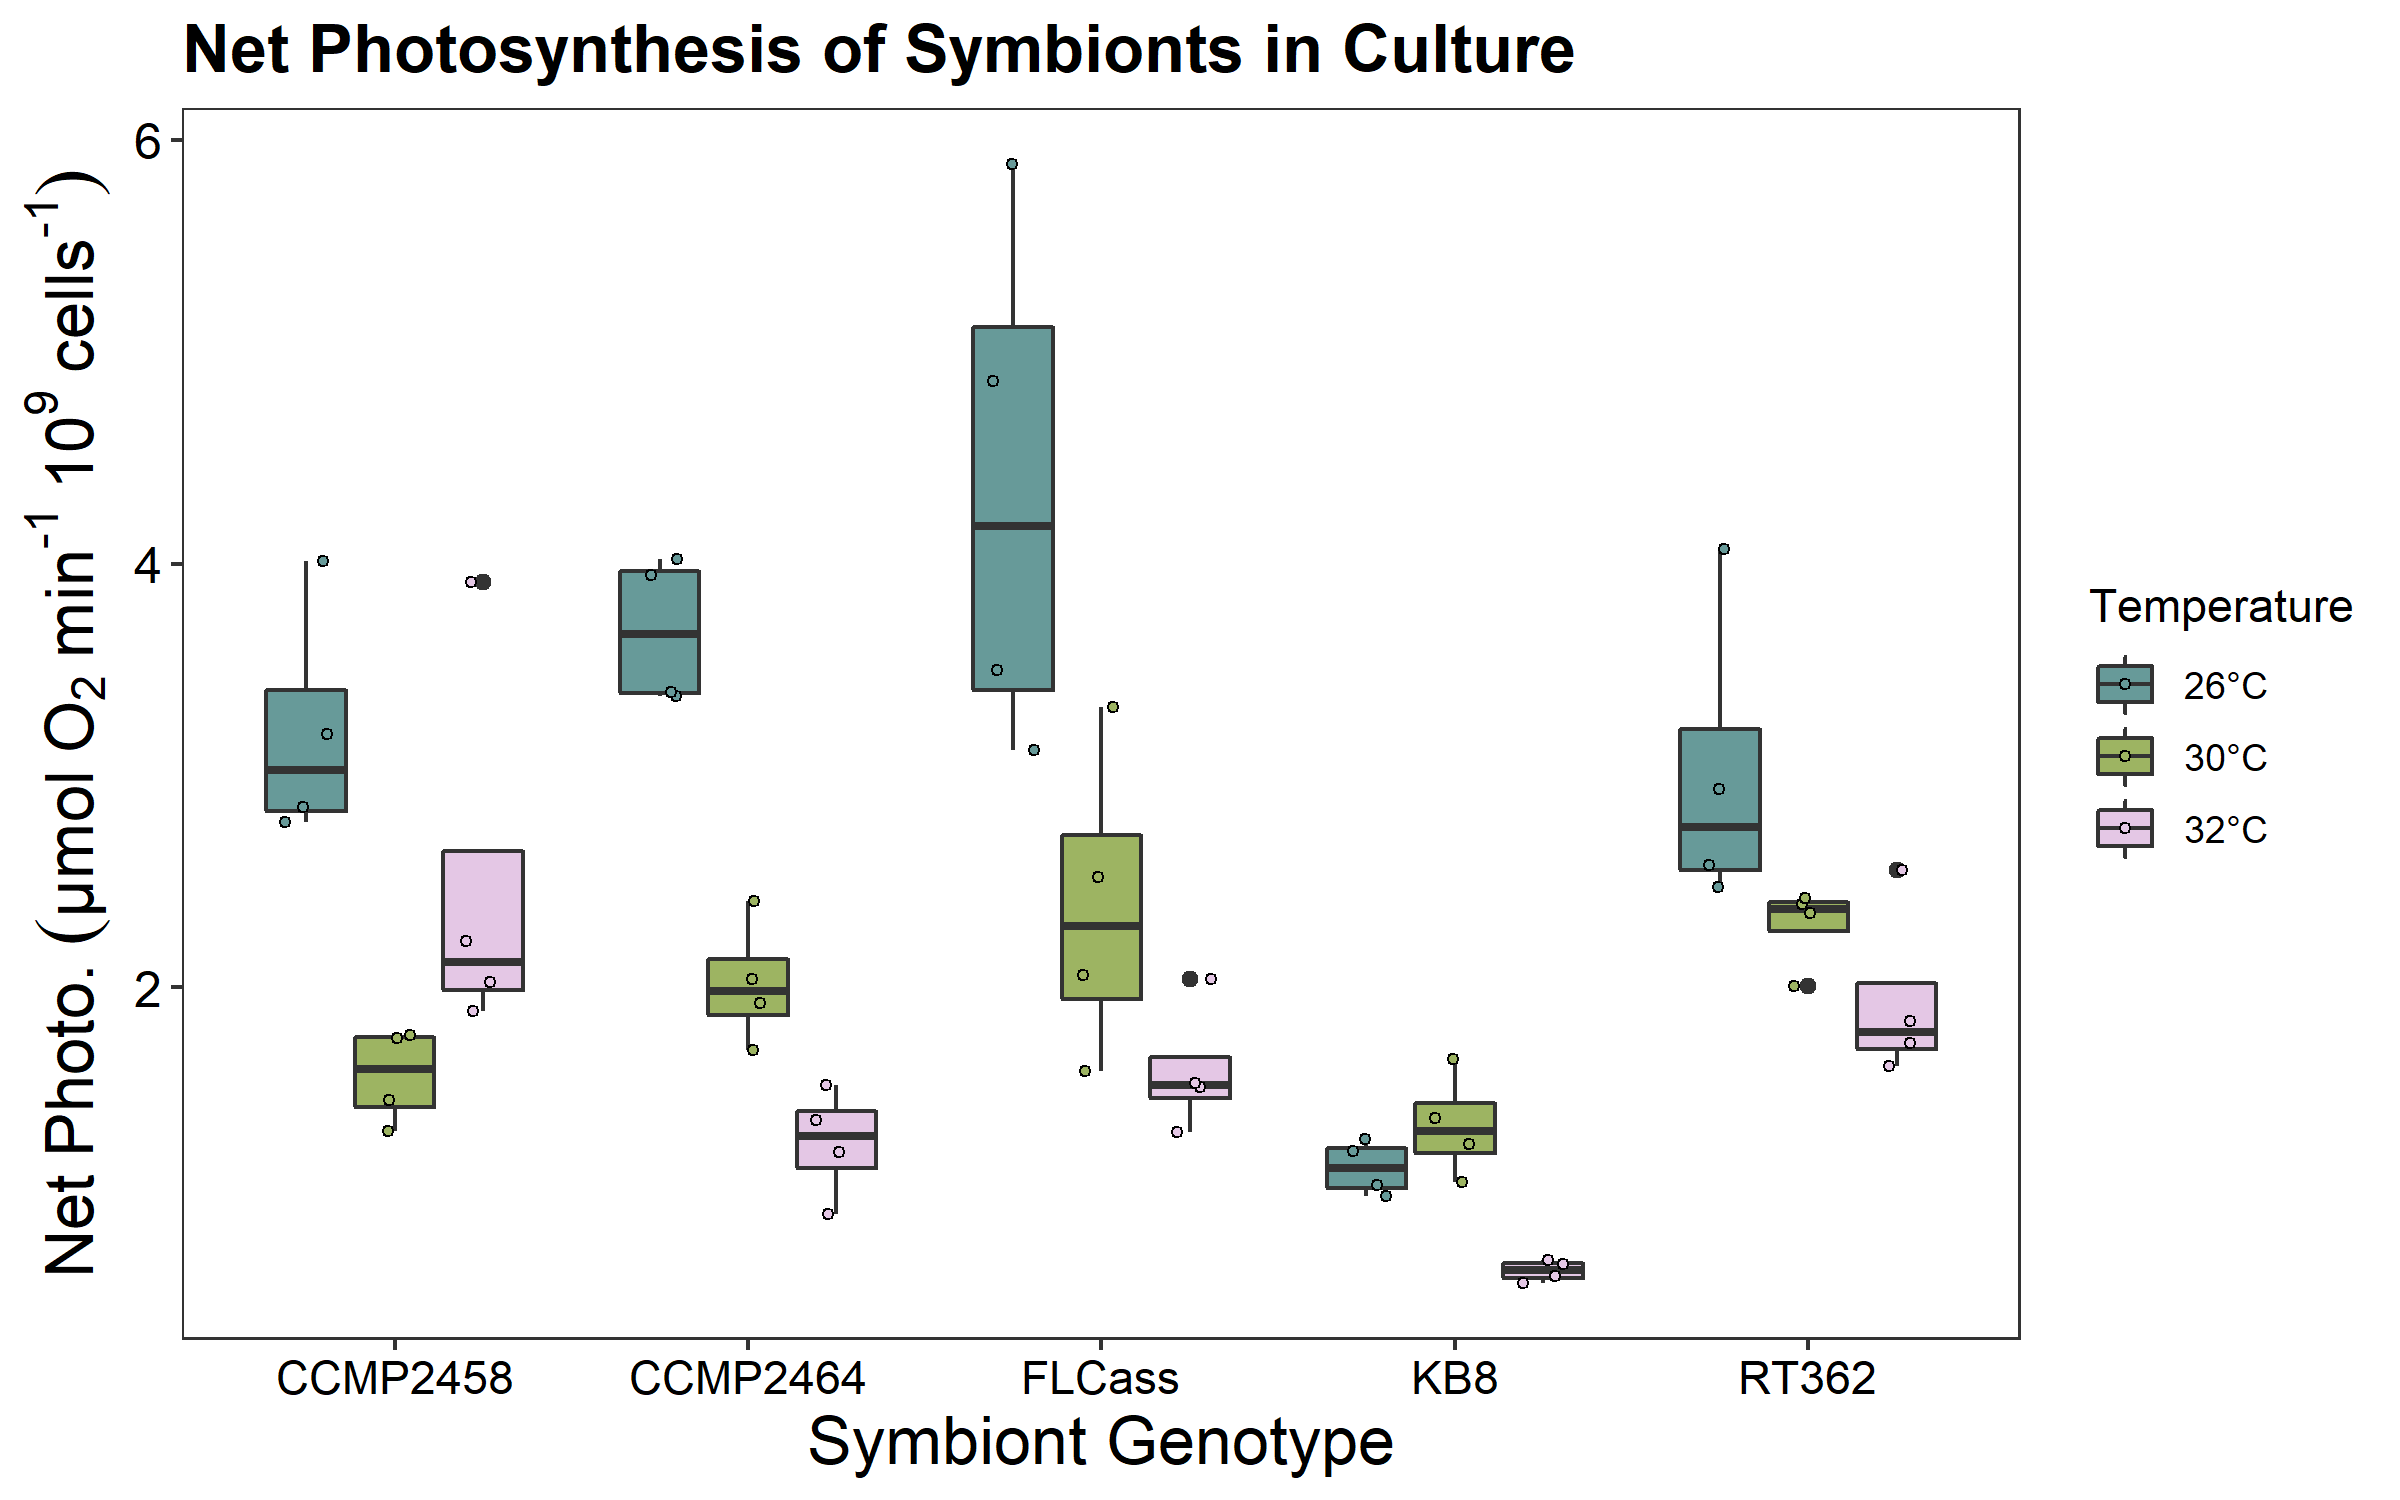 Net Photosynthesis of Symbionts in Culture
Net Photo. (µmol O₂ min⁻¹ 10⁹ cells⁻¹)
6
4
2
CCMP2458 CCMP2464 FLCass KB8 RT362
Symbiont Genotype
Temperature
26°C
30°C
32°C